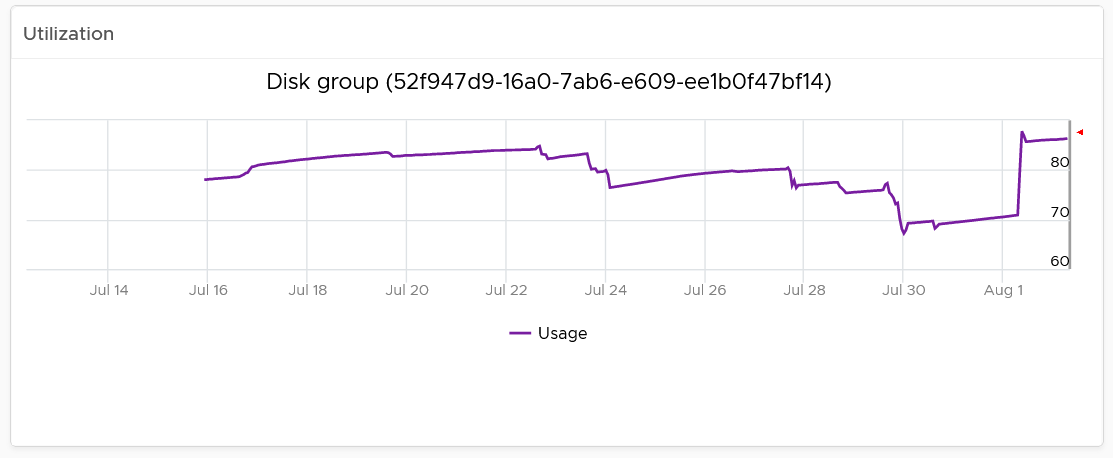 Utilization
Disk group (52f947d9-16a0-7ab6-e609-ee1b0f47bf14)
80
70
60
Jul 14 Jul 16 Jul 18 Jul 20 Jul 22 Jul 24 Jul 26 Jul 28 Jul 30 Aug 1
Usage